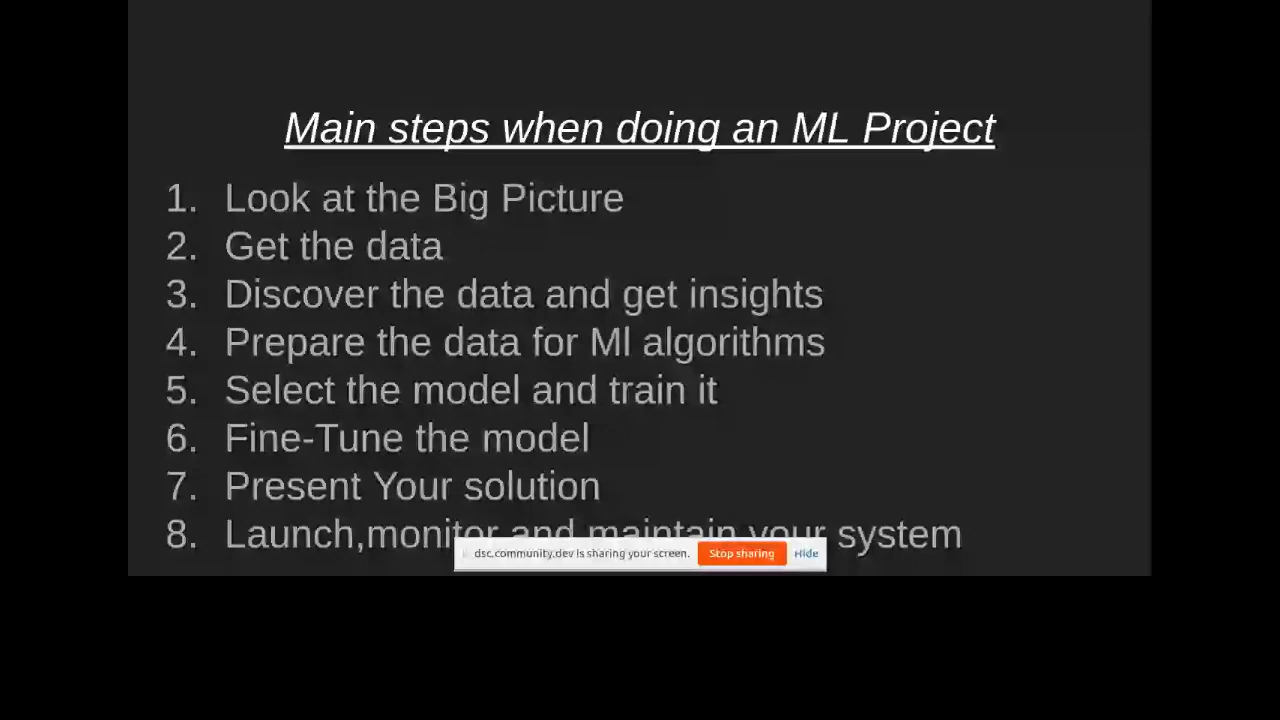 Main steps when doing an ML Project
1. Look at the Big Picture
2. Get the data
3. Discover the data and get insights
4. Prepare the data for Ml algorithms
5. Select the model and train it
6. Fine-Tune the model
7. Present Your solution
8. Launch,monitor and maintain your system
dsc.community.dev is sharing your screen. Stop sharing Hide